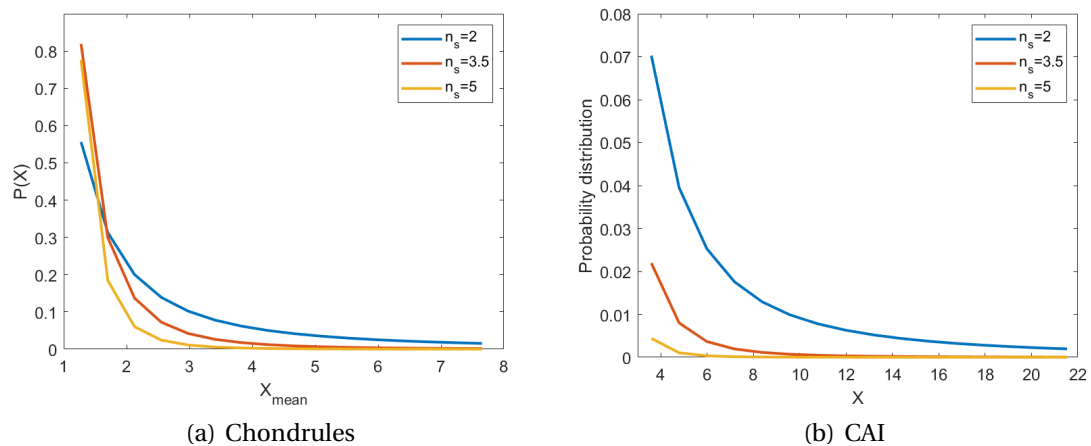 n_s=2
n_s=3.5
n_s=5
P(X)
0.8
0.7
0.6
0.5
0.4
0.3
0.2
0.1
0
1 2 3 4 5 6 7 8
X_mean
(a) Chondrules
n_s=2
n_s=3.5
n_s=5
Probability distribution
0.08
0.07
0.06
0.05
0.04
0.03
0.02
0.01
0
4 6 8 10 12 14 16 18 20 22
X
(b) CAI